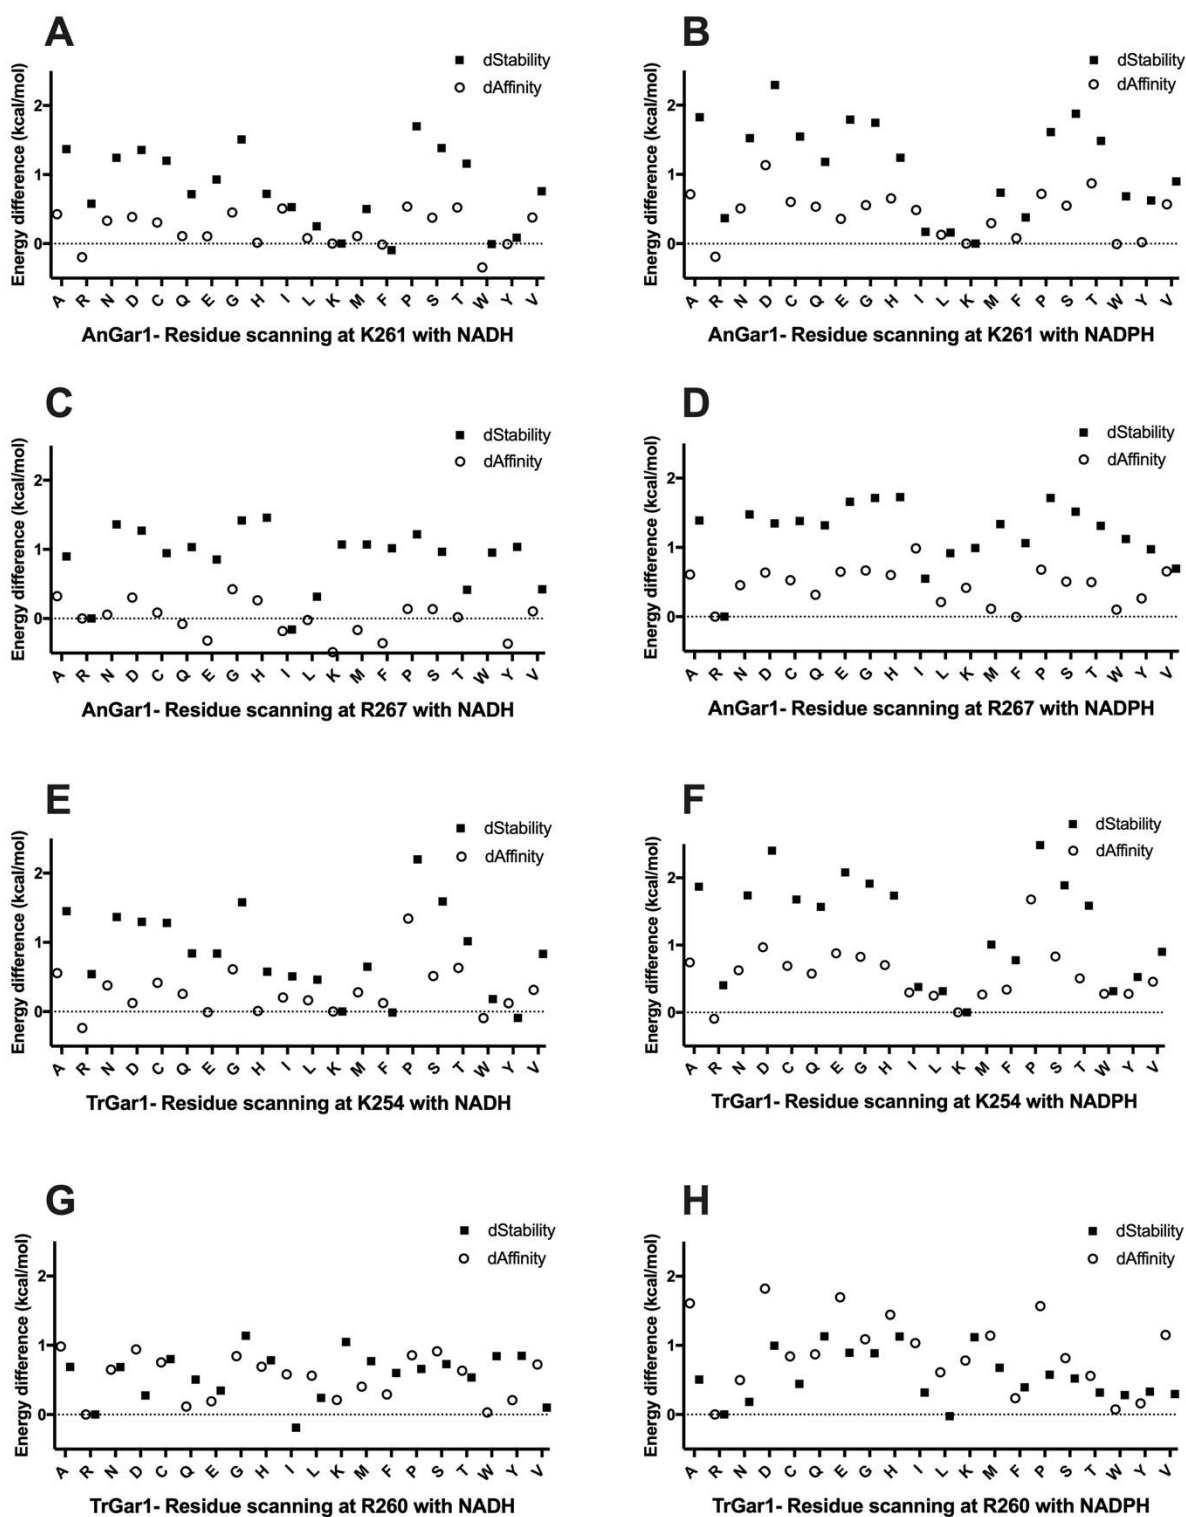 A
dStability
dAffinity
Energy difference (kcal/mol)
2
1
0
A R N D C Q E G H I L K M F P S T W Y V
AnGar1- Residue scanning at K261 with NADH
B
dStability
dAffinity
Energy difference (kcal/mol)
2
1
0
A R N D C Q E G H I L K M F P S T W Y V
AnGar1- Residue scanning at K261 with NADPH
C
dStability
dAffinity
Energy difference (kcal/mol)
2
1
0
A R N D C Q E G H I L K M F P S T W Y V
AnGar1- Residue scanning at R267 with NADH
D
dStability
dAffinity
Energy difference (kcal/mol)
2
1
0
A R N D C Q E G H I L K M F P S T W Y V
AnGar1- Residue scanning at R267 with NADPH
E
dStability
dAffinity
Energy difference (kcal/mol)
2
1
0
A R N D C Q E G H I L K M F P S T W Y V
TrGar1- Residue scanning at K254 with NADH
F
dStability
dAffinity
Energy difference (kcal/mol)
2
1
0
A R N D C Q E G H I L K M F P S T W Y V
TrGar1- Residue scanning at K254 with NADPH
G
dStability
dAffinity
Energy difference (kcal/mol)
2
1
0
A R N D C Q E G H I L K M F P S T W Y V
TrGar1- Residue scanning at R260 with NADH
H
dStability
dAffinity
Energy difference (kcal/mol)
2
1
0
A R N D C Q E G H I L K M F P S T W Y V
TrGar1- Residue scanning at R260 with NADPH